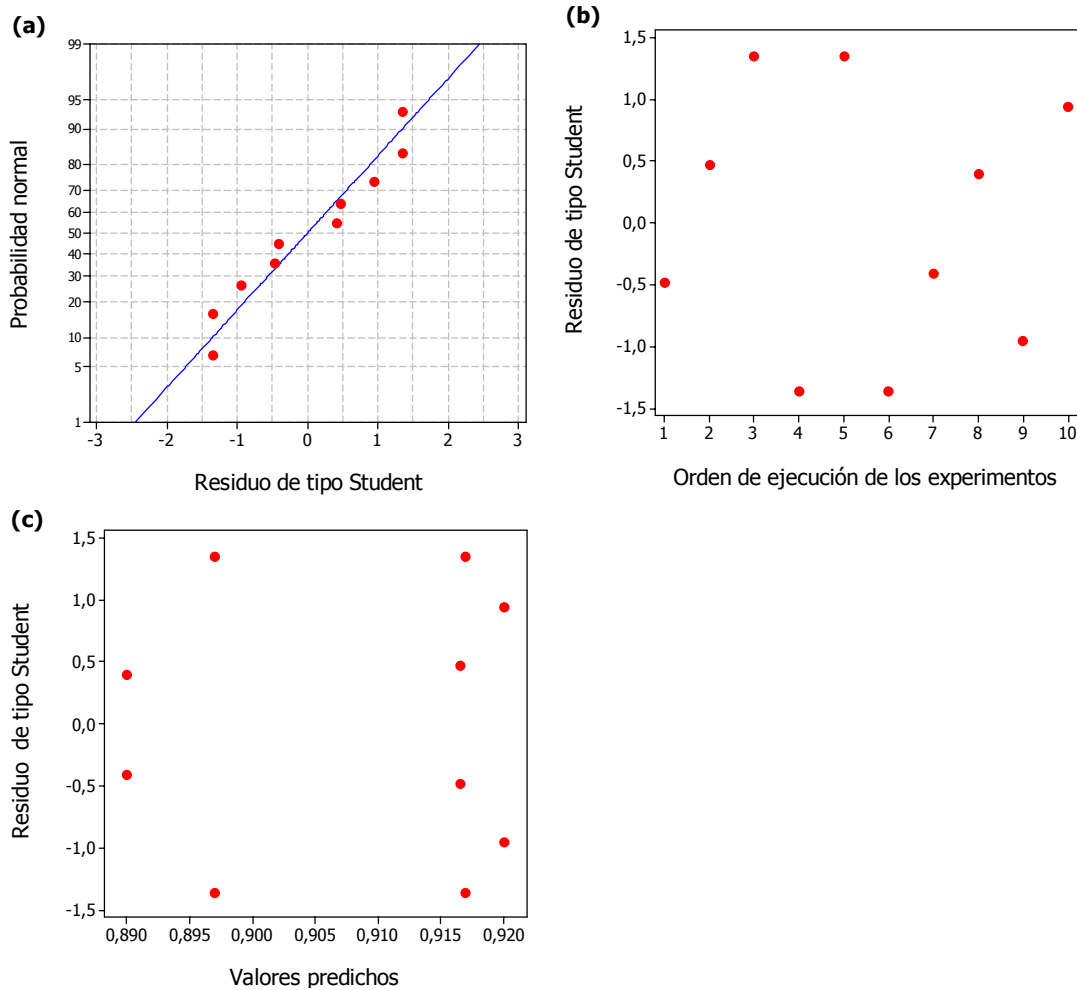 (a)
99
95
90
80
70
60
50
40
30
20
10
5
1
-3 -2 -1 0 1 2 3
Probabilidad normal
Residuo de tipo Student
(b)
1,5
1,0
0,5
0,0
-0,5
-1,0
-1,5
1 2 3 4 5 6 7 8 9 10
Residuo de tipo Student
Orden de ejecución de los experimentos
(c)
1,5
1,0
0,5
0,0
-0,5
-1,0
-1,5
0,890 0,895 0,900 0,905 0,910 0,915 0,920
Residuo de tipo Student
Valores predichos